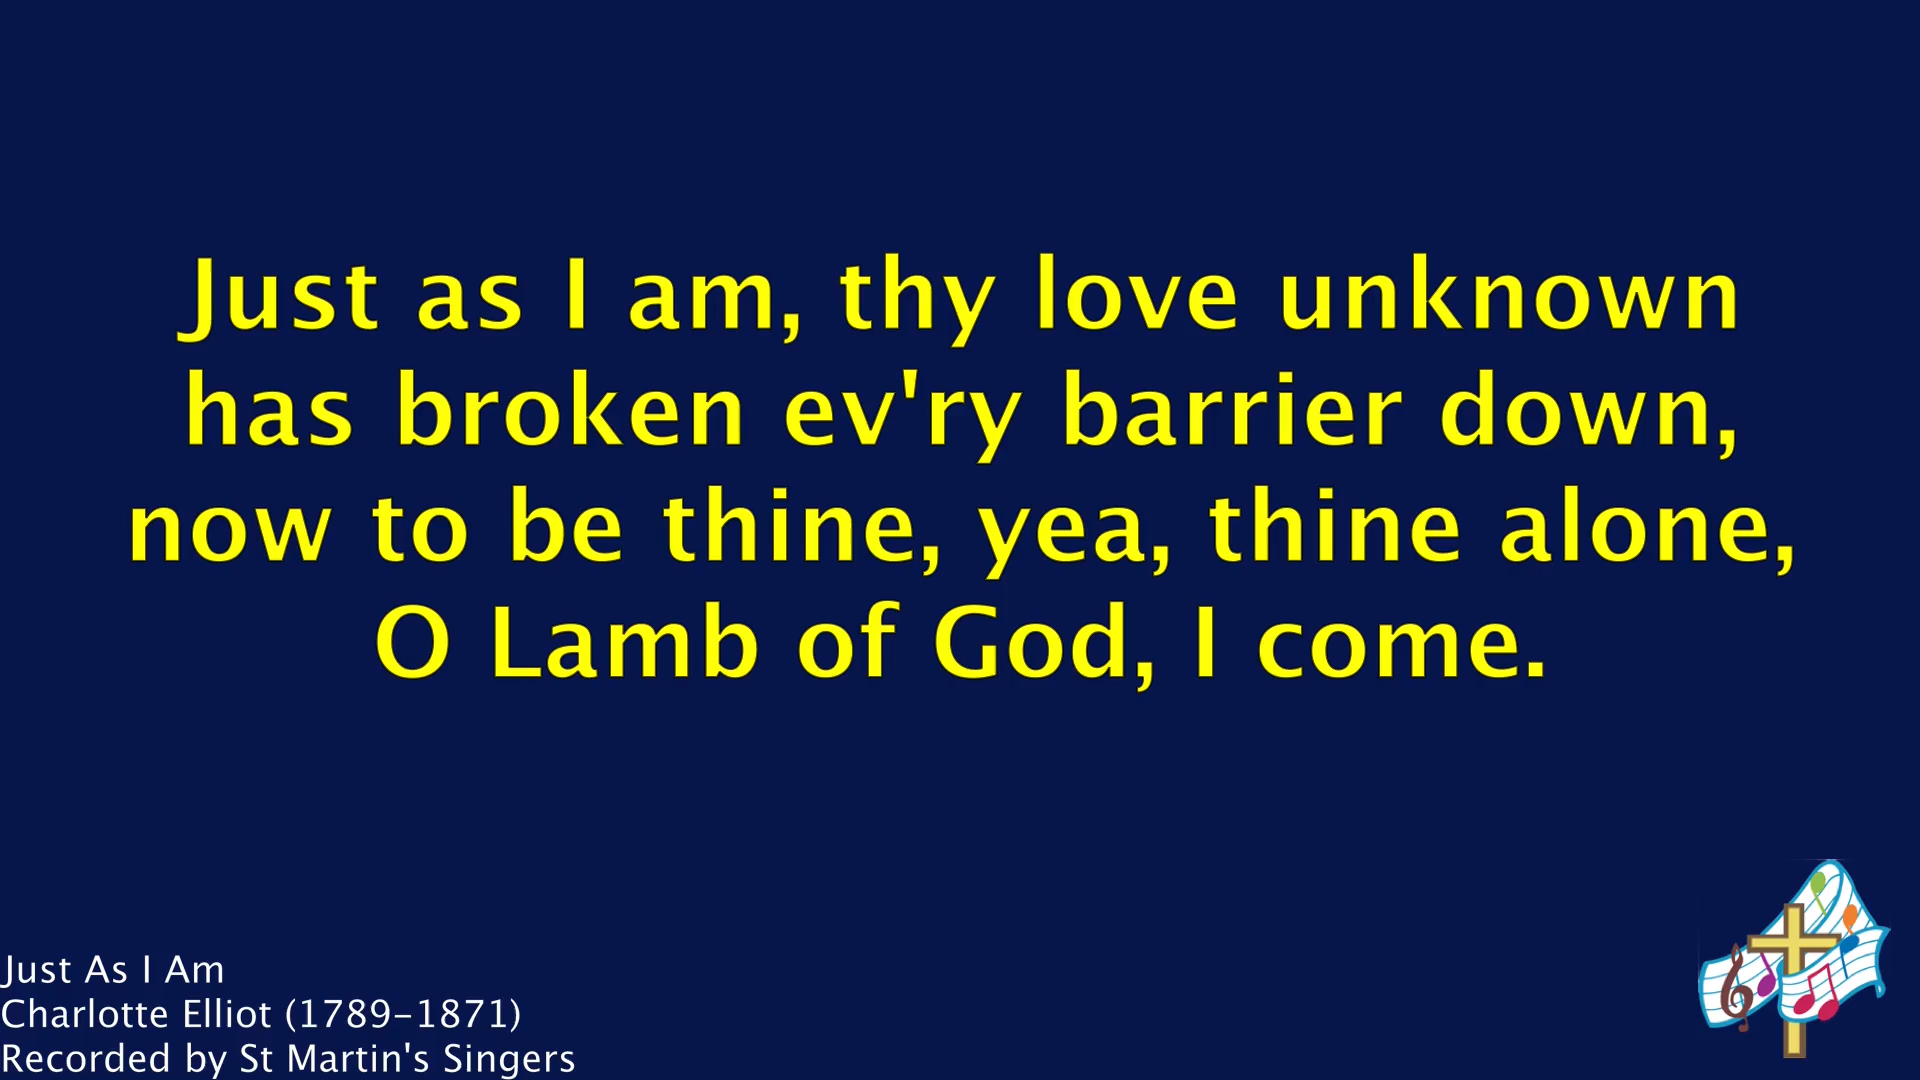 Just as I am, thy love unknown
has broken ev'ry barrier down,
now to be thine, yea, thine alone,
O Lamb of God, I come.
Just As I Am
Charlotte Elliot (1789-1871)
Recorded by St Martin's Singers